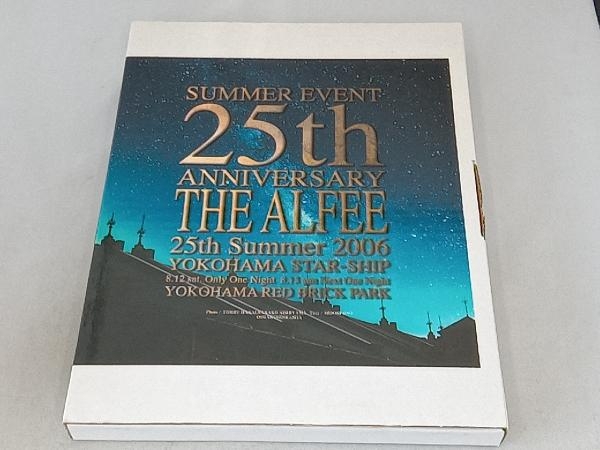 SUMMER EVENT
25th
ANNIVERSARY
THE ALFEE
25th Summer 2006
YOKOHAMA STAR-SHIP
8.12 sat. Only One Night 8.13 sun Next One Night
YOKOHAMA RED BRICK PARK
Photo /